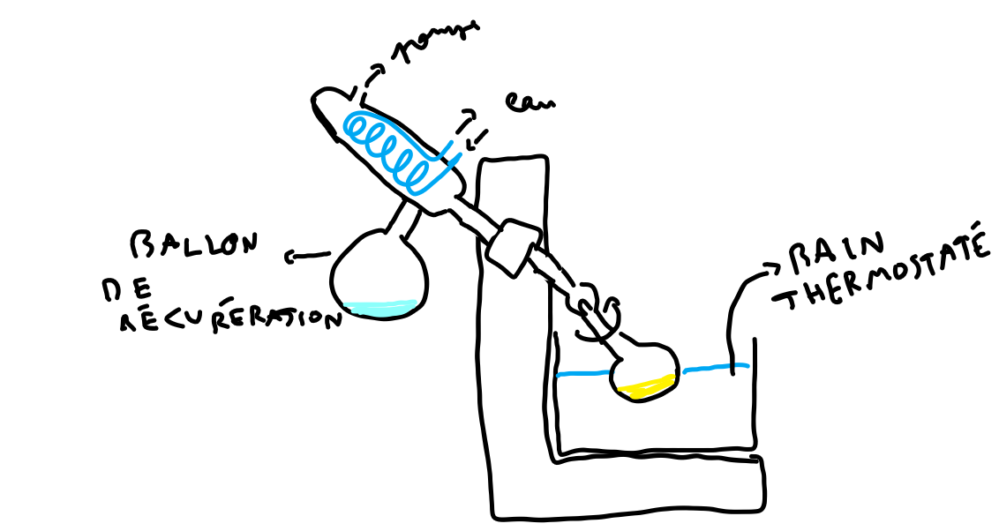 pompe
eau
BALLON
DE
RÉCUPÉRATION
BAIN
THERMOSTATÉ